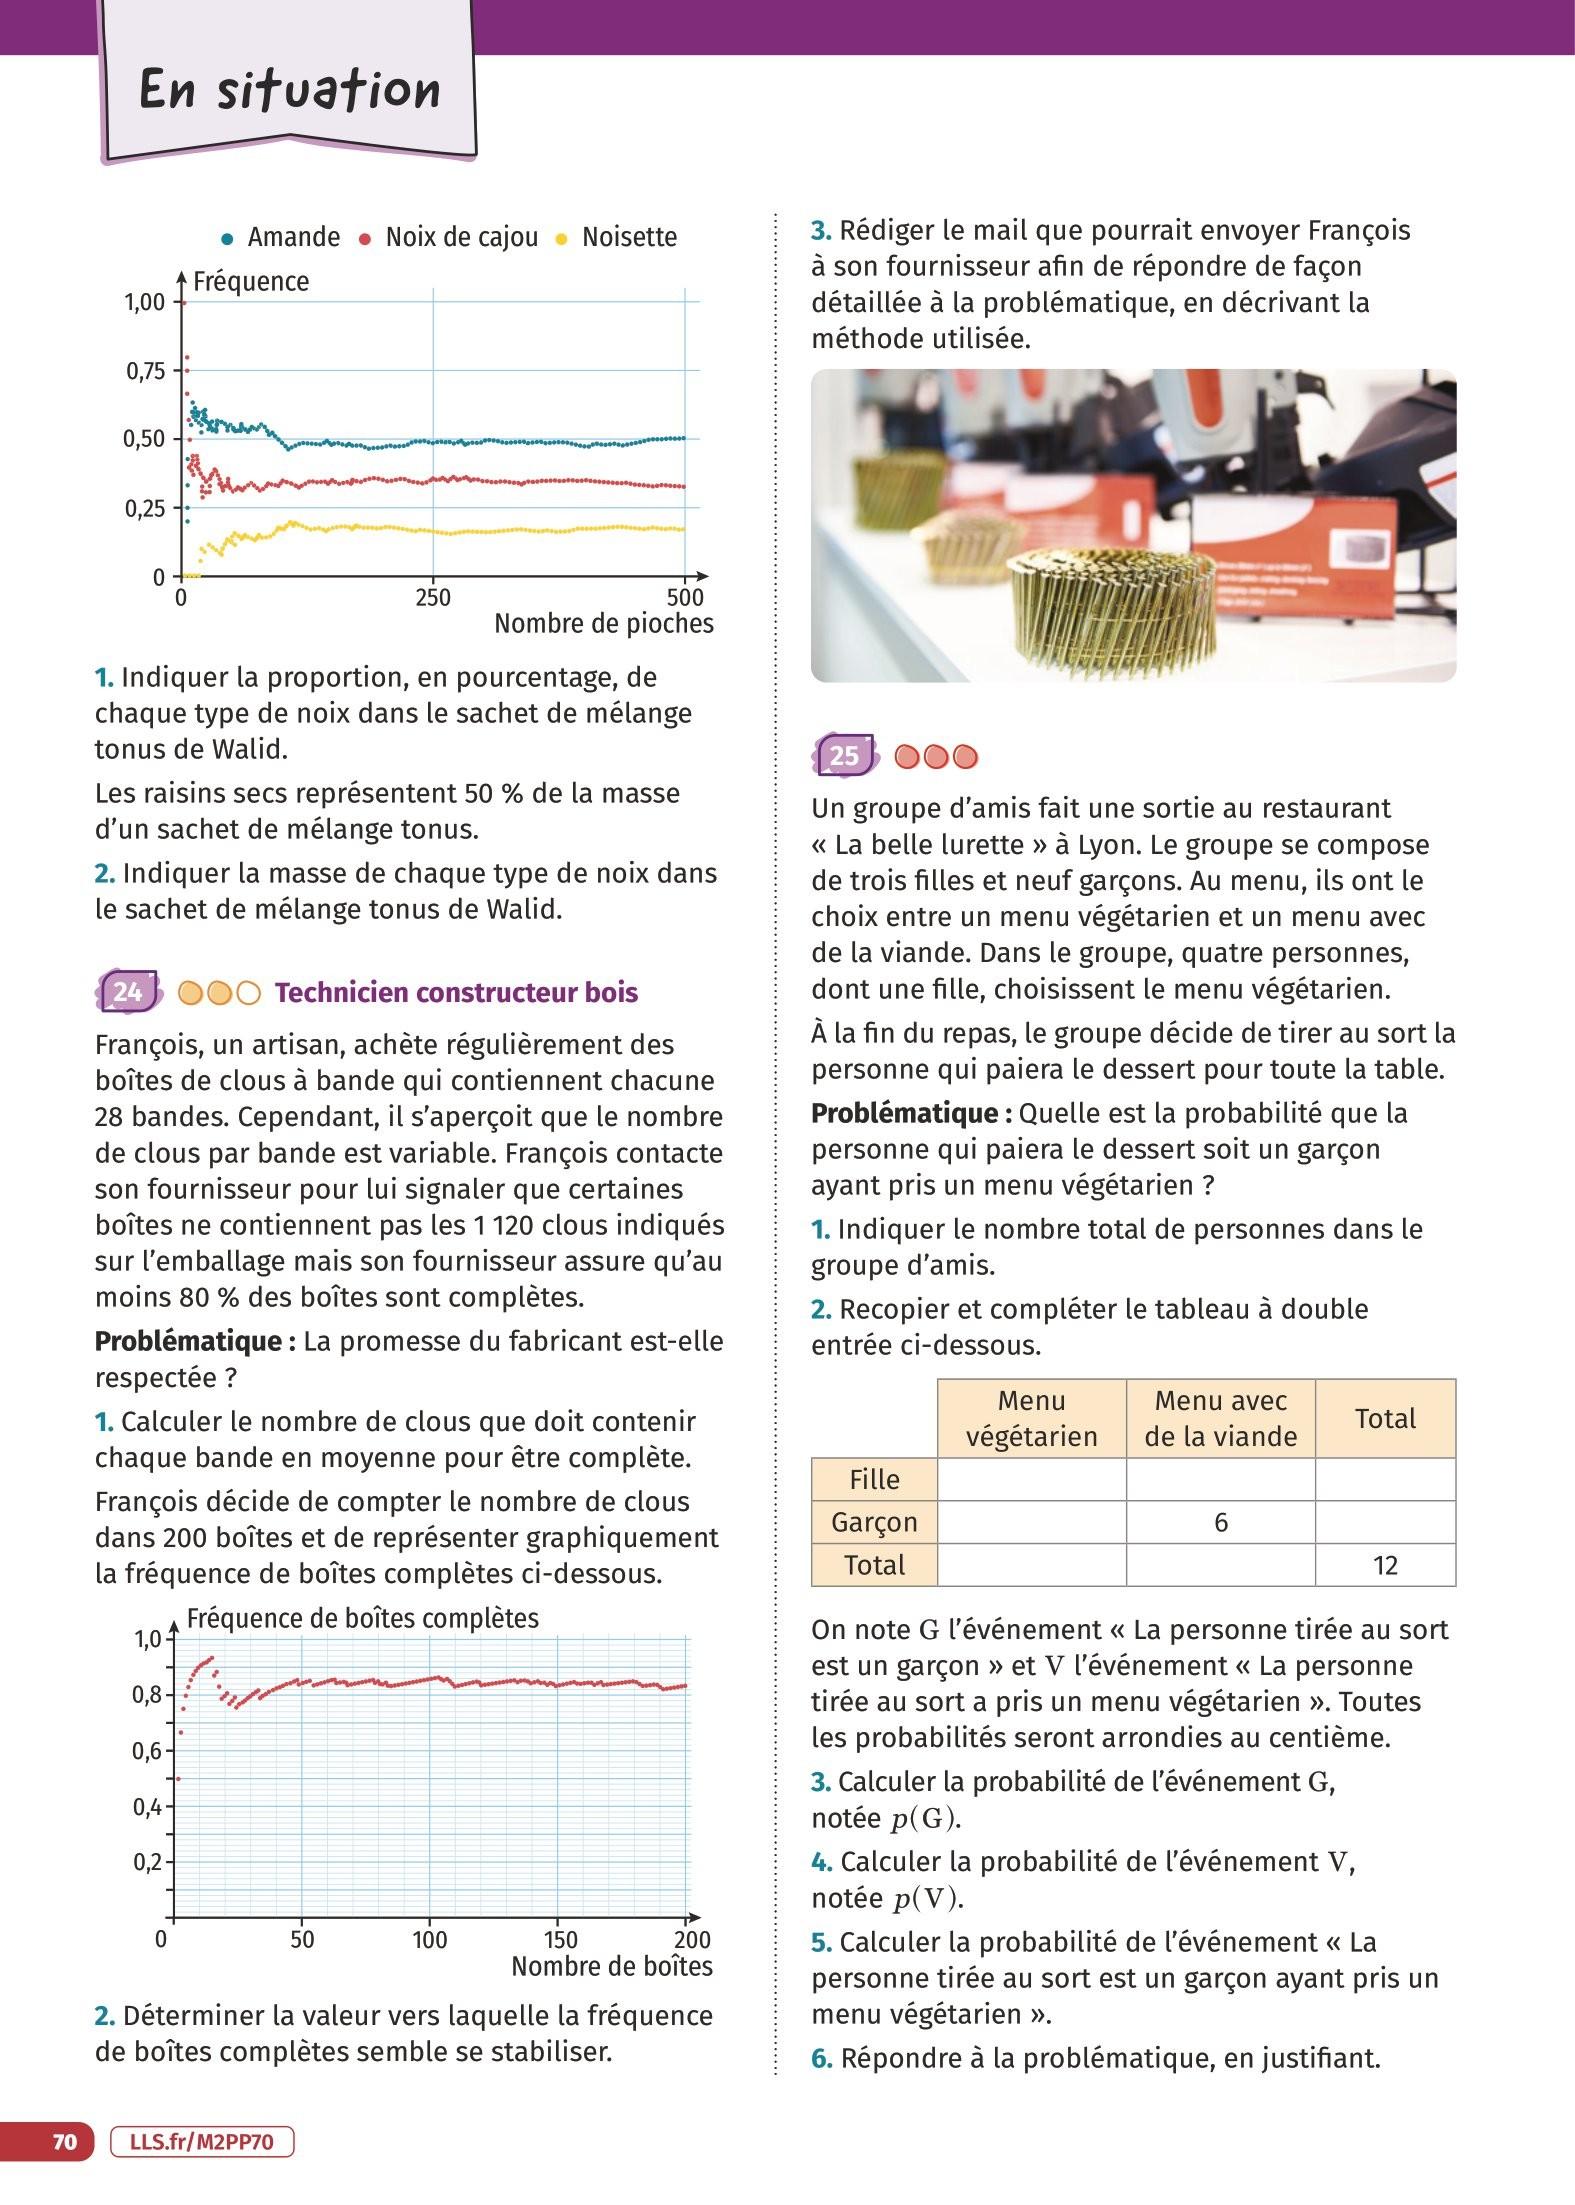 En situation
Amande Noix de cajou Noisette
Fréquence
1,00
0,75
0,50
0,25
0
0 250 500
Nombre de pioches
1. Indiquer la proportion, en pourcentage, de
chaque type de noix dans le sachet de mélange
tonus de Walid.
Les raisins secs représentent 50 % de la masse
d'un sachet de mélange tonus.
2. Indiquer la masse de chaque type de noix dans
le sachet de mélange tonus de Walid.
24 Technicien constructeur bois
François, un artisan, achète régulièrement des
boîtes de clous à bande qui contiennent chacune
28 bandes. Cependant, il s'aperçoit que le nombre
de clous par bande est variable. François contacte
son fournisseur pour lui signaler que certaines
boîtes ne contiennent pas les 1 120 clous indiqués
sur l'emballage mais son fournisseur assure qu'au
moins 80 % des boîtes sont complètes.
Problématique : La promesse du fabricant est-elle
respectée ?
1. Calculer le nombre de clous que doit contenir
chaque bande en moyenne pour être complète.
François décide de compter le nombre de clous
dans 200 boîtes et de représenter graphiquement
la fréquence de boîtes complètes ci-dessous.
Fréquence de boîtes complètes
1,0
0,8
0,6
0,4
0,2
0 50 100 150 200
Nombre de boîtes
2. Déterminer la valeur vers laquelle la fréquence
de boîtes complètes semble se stabiliser.
3. Rédiger le mail que pourrait envoyer François
à son fournisseur afin de répondre de façon
détaillée à la problématique, en décrivant la
méthode utilisée.
25
Un groupe d'amis fait une sortie au restaurant
« La belle lurette » à Lyon. Le groupe se compose
de trois filles et neuf garçons. Au menu, ils ont le
choix entre un menu végétarien et un menu avec
de la viande. Dans le groupe, quatre personnes,
dont une fille, choisissent le menu végétarien.
À la fin du repas, le groupe décide de tirer au sort la
personne qui paiera le dessert pour toute la table.
Problématique : Quelle est la probabilité que la
personne qui paiera le dessert soit un garçon
ayant pris un menu végétarien ?
1. Indiquer le nombre total de personnes dans le
groupe d'amis.
2. Recopier et compléter le tableau à double
entrée ci-dessous.
Menu végétarien Menu avec de la viande Total
Fille
Garçon 6
Total 12
On note G l'événement « La personne tirée au sort
est un garçon » et V l'événement « La personne
tirée au sort a pris un menu végétarien ». Toutes
les probabilités seront arrondies au centième.
3. Calculer la probabilité de l'événement G,
notée p(G).
4. Calculer la probabilité de l'événement V,
notée p(V).
5. Calculer la probabilité de l'événement « La
personne tirée au sort est un garçon ayant pris un
menu végétarien ».
6. Répondre à la problématique, en justifiant.
70 LLS.fr/M2PP70